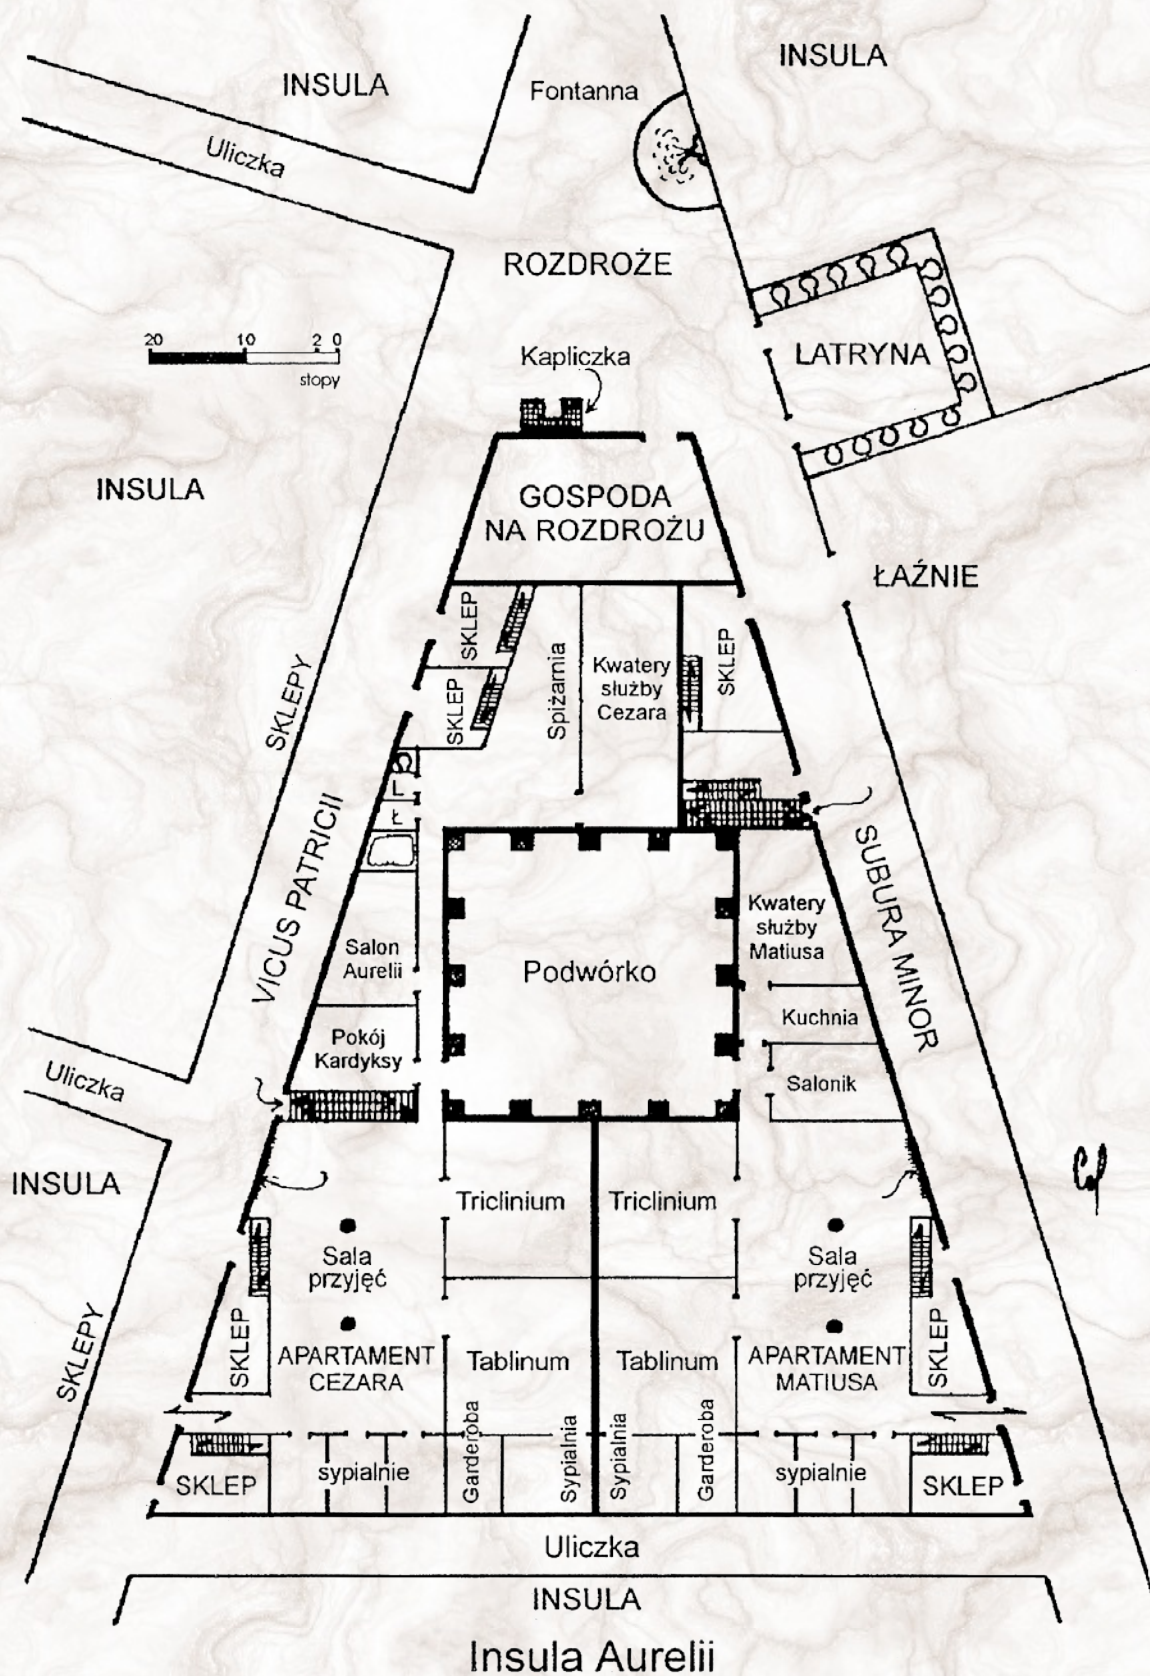 INSULA
INSULA
Fontanna
Uliczka
ROZDROŻE
20 10 2 0
stopy
Kapliczka
LATRYNA
INSULA
GOSPODA
NA ROZDROŻU
ŁAŹNIE
SKLEPY
SKLEP
SKLEP
Spiżarnia
Kwatery
służby
Cezara
SKLEP
L
Ł
VICUS PATRICII
SUBURA MINOR
Salon
Aurelii
Podwórko
Kwatery
służby
Matiusa
Kuchnia
Pokój
Kardyksy
Salonik
Uliczka
INSULA
Triclinium
Triclinium
Sala
przyjęć
Sala
przyjęć
SKLEPY
SKLEP
APARTAMENT
CEZARA
Tablinum
Tablinum
APARTAMENT
MATIUSA
SKLEP
SKLEP
sypialnie
Garderoba
Sypialnia
Sypialnia
Garderoba
sypialnie
SKLEP
Uliczka
INSULA
Insula Aurelii